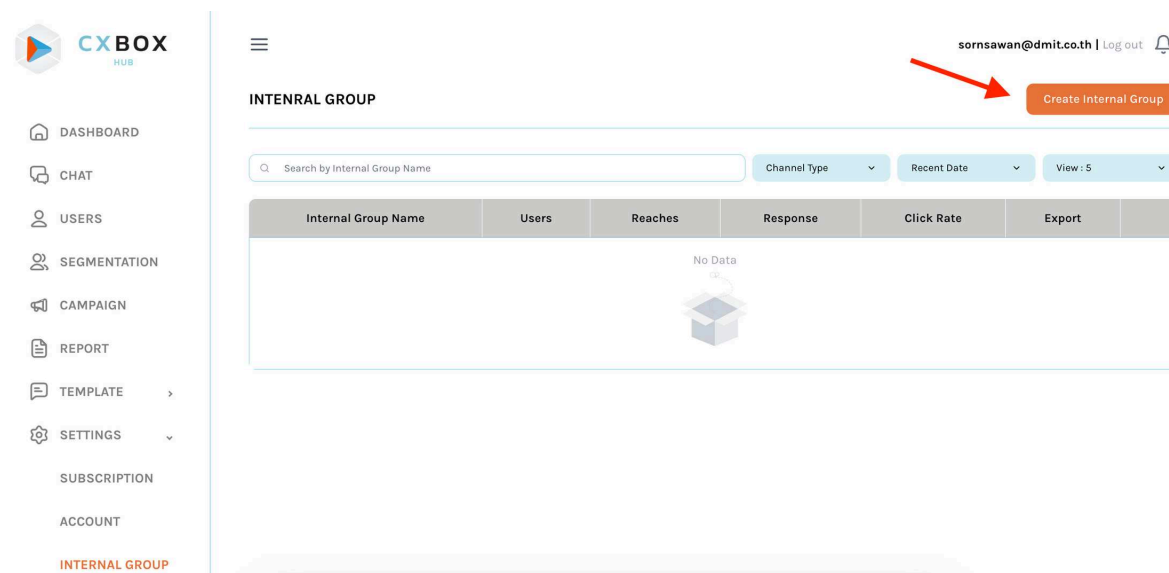 CXBOX
HUB
sornsawan@dmit.co.th | Log out
INTENRAL GROUP
Create Internal Group
DASHBOARD
CHAT
USERS
SEGMENTATION
CAMPAIGN
REPORT
TEMPLATE
SETTINGS
SUBSCRIPTION
ACCOUNT
INTERNAL GROUP
Search by Internal Group Name
Channel Type
Recent Date
View : 5
Internal Group Name Users Reaches Response Click Rate Export
No Data